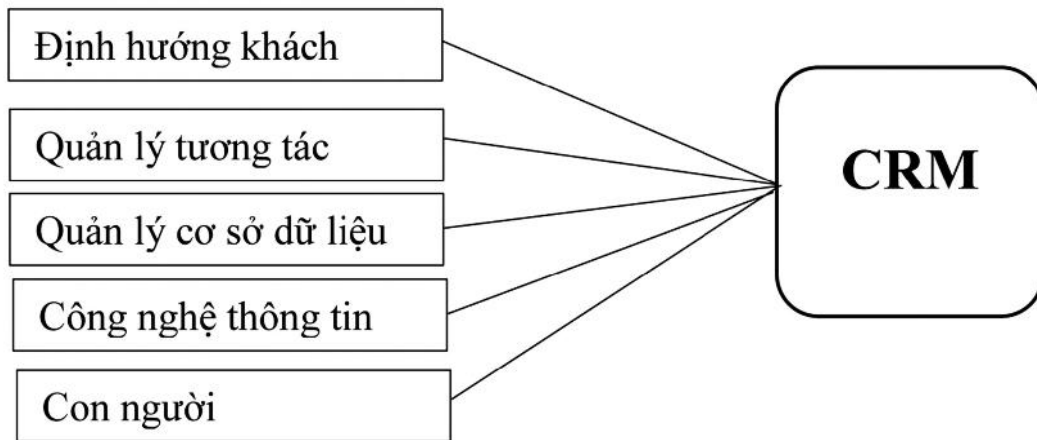 Định hướng khách
Quản lý tương tác
Quản lý cơ sở dữ liệu
Công nghệ thông tin
Con người
CRM